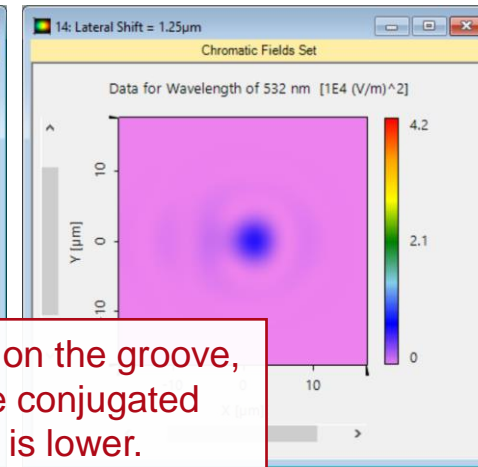 14: Lateral Shift = 1.25µm
Chromatic Fields Set
Data for Wavelength of 532 nm [1E4 (V/m)^2]
4.2
10
2.1
Y [µm]
0
0
10
on the groove,
conjugated
is lower.
10